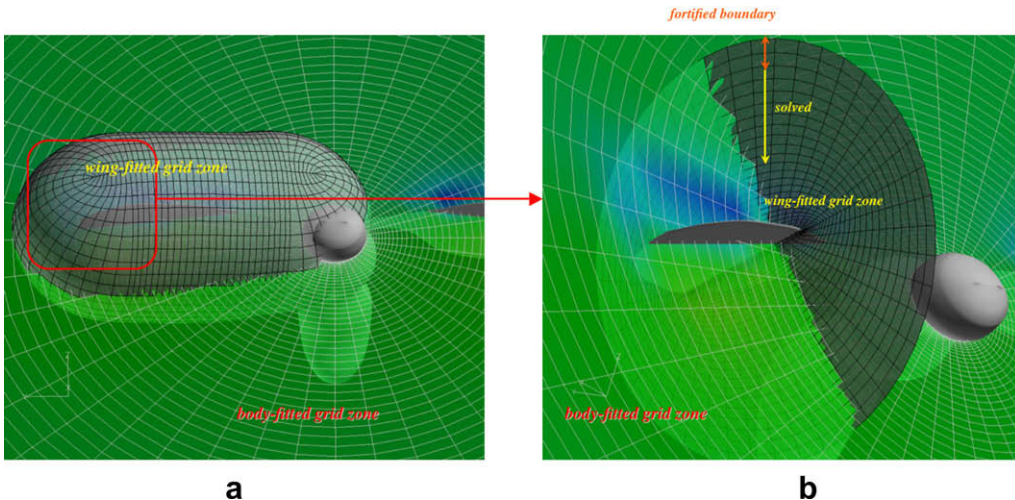 fortified boundary
solved
wing-fitted grid zone
wing-fitted grid zone
body-fitted grid zone
body-fitted grid zone
a
b